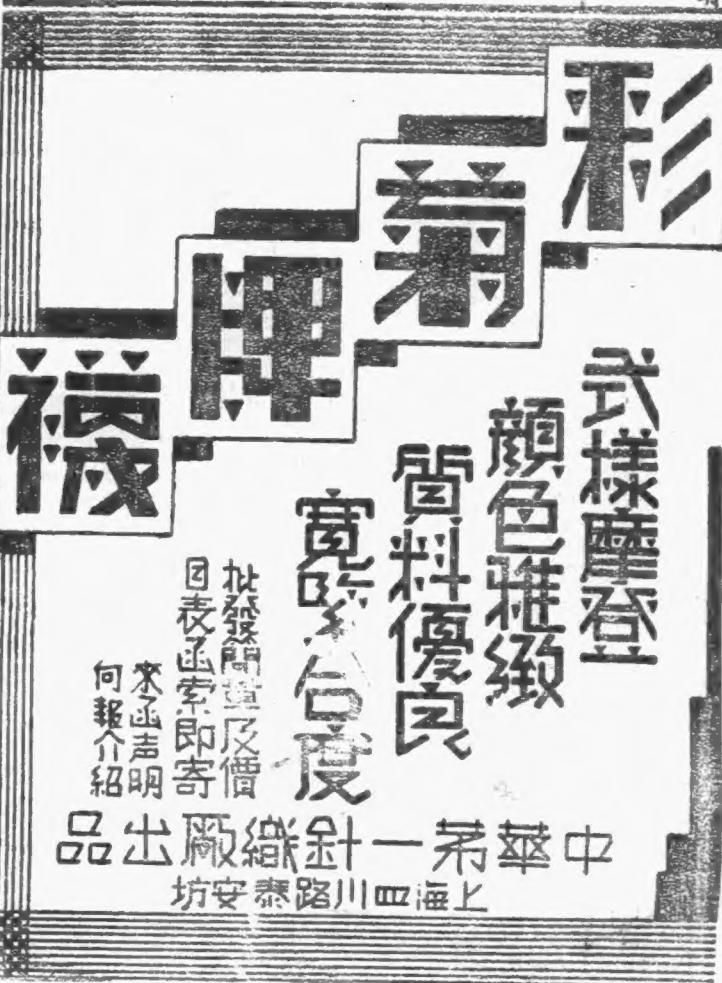 彩菊牌襪
式樣摩登
顏色雅緻
質料優良
寬緊合度
批發簡章及價
目表函索即寄
來函声明
何報介紹
中華苐一針織廠出品
上海四川路泰安坊